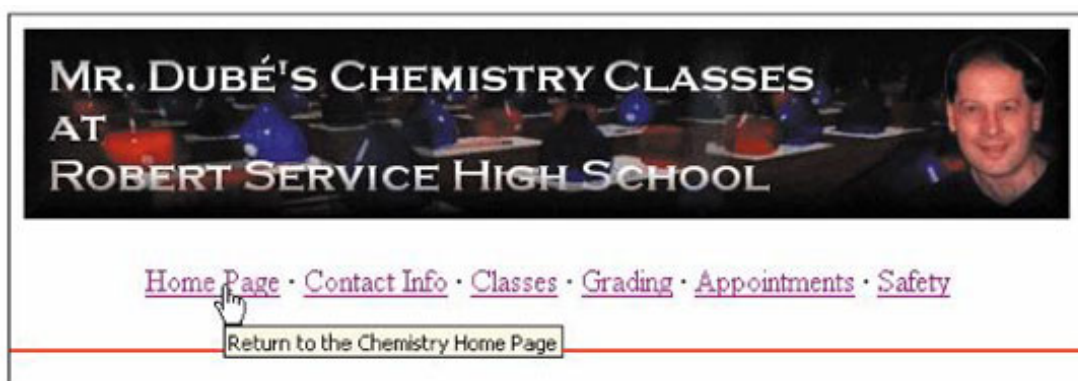 Mr. Dubé's Chemistry Classes
at
Robert Service High School
Home Page · Contact Info · Classes · Grading · Appointments · Safety
Return to the Chemistry Home Page